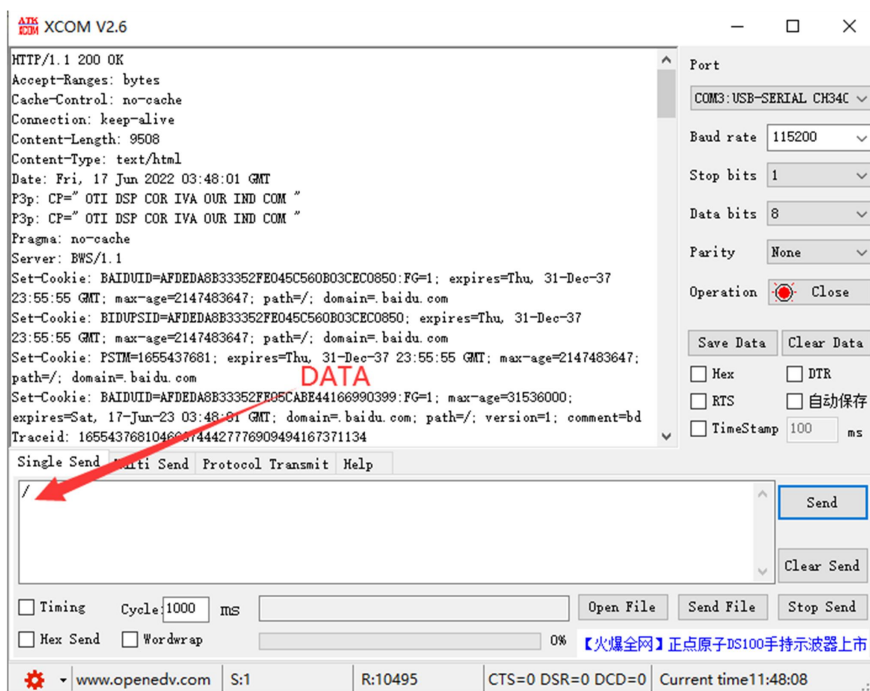 XCOM V2.6
HTTP/1.1 200 OK
Accept-Ranges: bytes
Cache-Control: no-cache
Connection: keep-alive
Content-Length: 9508
Content-Type: text/html
Date: Fri, 17 Jun 2022 03:48:01 GMT
P3p: CP=" OTI DSP COR IVA OUR IND COM "
P3p: CP=" OTI DSP COR IVA OUR IND COM "
Pragma: no-cache
Server: BWS/1.1
Set-Cookie: BAIDUID=AFDEDA8B33352FE045C560B03CEC0850:FG=1; expires=Thu, 31-Dec-37
23:55:55 GMT; max-age=2147483647; path=/; domain=.baidu.com
Set-Cookie: BIDUPSID=AFDEDA8B33352FE045C560B03CEC0850; expires=Thu, 31-Dec-37
23:55:55 GMT; max-age=2147483647; path=/; domain=.baidu.com
Set-Cookie: PSTM=1655437681; expires=Thu, 31-Dec-37 23:55:55 GMT; max-age=2147483647;
path=/; domain=.baidu.com
DATA
Set-Cookie: BAIDUID=AFDEDA8B33352FE05CABE44166990399:FG=1; max-age=31536000;
expires=Sat, 17-Jun-23 03:48:01 GMT; domain=.baidu.com; path=/; version=1; comment=bd
Traceid:
Port
COM3:USB-SERIAL CH34C
Baud rate 115200
Stop bits 1
Data bits 8
Parity None
Operation Close
Save Data Clear Data
Hex DTR
RTS 自动保存
TimeStamp 100 ms
Single Send Multi Send Protocol Transmit Help
/
Send
Clear Send
Timing Cycle: 1000 ms Open File Send File Stop Send
Hex Send Wordwrap 0% 【火爆全网】正点原子DS100手持示波器上市
www.openedv.com S:1 R:10495 CTS=0 DSR=0 DCD=0 Current time11:48:08